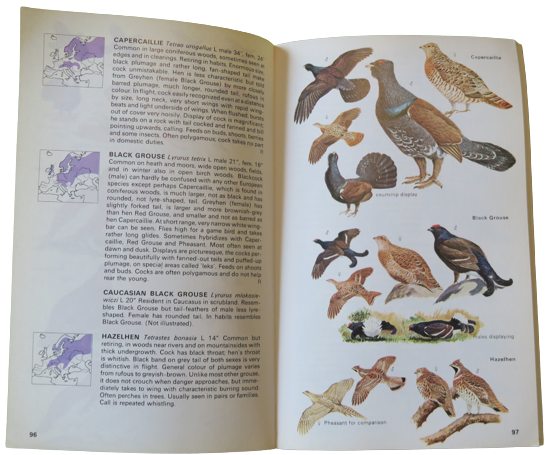 CAPERCAILLIE Tetrao urogallus L male 34", fem. 24"
Common in large coniferous woods, sometimes seen at
edges and in clearings. Retiring in habits. Enormous size,
black plumage and rather long, fan-shaped tail make
cock unmistakable. Hen is less characteristic but told
from Greyhen (female Black Grouse) by more closely
barred plumage, much longer, rounded tail, rufous in
colour. In flight, cock easily recognized even at a distance
by size, long neck, very short wings with rapid wing-
beats and light undersides of wings. When flushed, bursts
out of cover very noisily. Display of cock is magnificent:
he stands on a rock with tail cocked and fanned and bill
pointing upwards, calling. Feeds on buds, shoots, berries
and some insects. Often polygamous; cock takes no part
in domestic duties.
BLACK GROUSE Lyrurus tetrix L male 21", fem. 16"
Common on heath and moors, wide open woods, fields,
and in winter also in open birch woods. Blackcock
(male) can hardly be confused with any other European
species except perhaps Capercaillie, which is found in
coniferous woods, is much larger, not as black and has
rounded, not lyre-shaped, tail. Greyhen (female) has
slightly forked tail, is larger and more brownish-grey
than hen Red Grouse, and smaller and not as barred as
hen Capercaillie. At short range, very narrow white wing-
bar can be seen. Flies high for a game bird and takes
rather long glides. Sometimes hybridizes with Caper-
caillie, Red Grouse and Pheasant. Most often seen at
dawn and dusk. Displays are picturesque, the cocks per-
forming beautifully with fanned-out tails and puffed-up
plumage, on special areas called 'leks'. Feeds on shoots
and buds. Cocks are often polygamous and do not help
rear the young.
CAUCASIAN BLACK GROUSE Lyrurus mlokosie-
wiczi L 20" Resident in Caucasus in scrubland. Resem-
bles Black Grouse but tail-feathers of male less lyre-
shaped. Female has rounded tail. In habits resembles
Black Grouse. (Not illustrated).
HAZELHEN Tetrastes bonasia L 14" Common but
retiring, in woods near rivers and on mountainsides with
thick undergrowth. Cock has black throat; hen's throat
is whitish. Black band on grey tail of both sexes is very
distinctive in flight. General colour of plumage varies
from rufous to greyish-brown. Unlike most other grouse,
it does not crouch when danger approaches, but imme-
diately takes to wing with characteristic burring sound.
Often perches in trees. Usually seen in pairs or families.
Call is repeated whistling.
96
Capercaillie
courtship display
Black Grouse
males displaying
Hazelhen
Pheasant for comparison
97